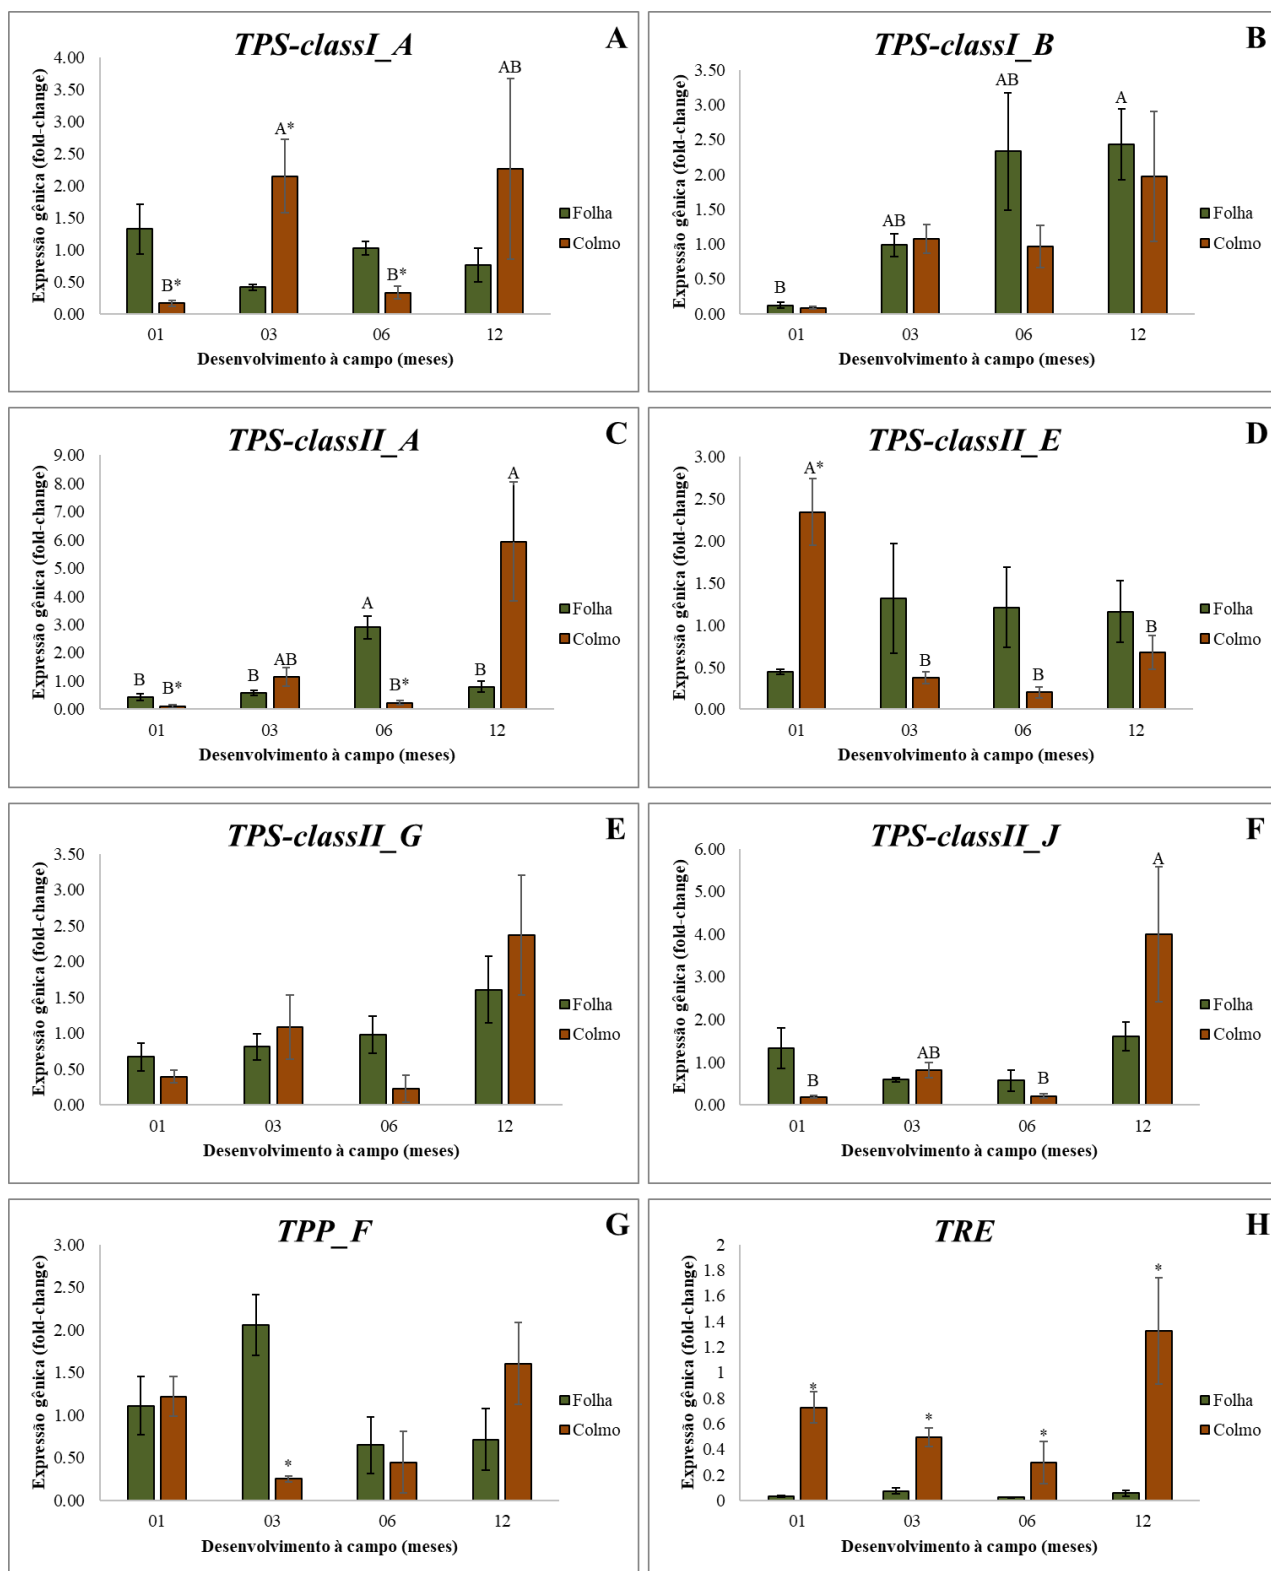 TPS-classI_A
A
Expressão gênica (fold-change)
4.00
3.50
3.00
2.50
2.00
1.50
1.00
0.50
0.00
B*
A*
B*
AB
01
03
06
12
Desenvolvimento à campo (meses)
Folha
Colmo
TPS-classI_B
B
Expressão gênica (fold-change)
3.50
3.00
2.50
2.00
1.50
1.00
0.50
0.00
B
AB
AB
A
01
03
06
12
Desenvolvimento à campo (meses)
Folha
Colmo
TPS-classII_A
C
Expressão gênica (fold-change)
9.00
8.00
7.00
6.00
5.00
4.00
3.00
2.00
1.00
0.00
B
B*
B
AB
A
B*
B
A
01
03
06
12
Desenvolvimento à campo (meses)
Folha
Colmo
TPS-classII_E
D
Expressão gênica (fold-change)
3.00
2.50
2.00
1.50
1.00
0.50
0.00
A*
B
B
B
01
03
06
12
Desenvolvimento à campo (meses)
Folha
Colmo
TPS-classII_G
E
Expressão gênica (fold-change)
3.50
3.00
2.50
2.00
1.50
1.00
0.50
0.00
01
03
06
12
Desenvolvimento à campo (meses)
Folha
Colmo
TPS-classII_J
F
Expressão gênica (fold-change)
6.00
5.00
4.00
3.00
2.00
1.00
0.00
B
AB
B
A
01
03
06
12
Desenvolvimento à campo (meses)
Folha
Colmo
TPP_F
G
Expressão gênica (fold-change)
3.00
2.50
2.00
1.50
1.00
0.50
0.00
*
01
03
06
12
Desenvolvimento à campo (meses)
Folha
Colmo
TRE
H
Expressão gênica (fold-change)
2
1.8
1.6
1.4
1.2
1
0.8
0.6
0.4
0.2
0
*
*
*
*
01
03
06
12
Desenvolvimento à campo (meses)
Folha
Colmo